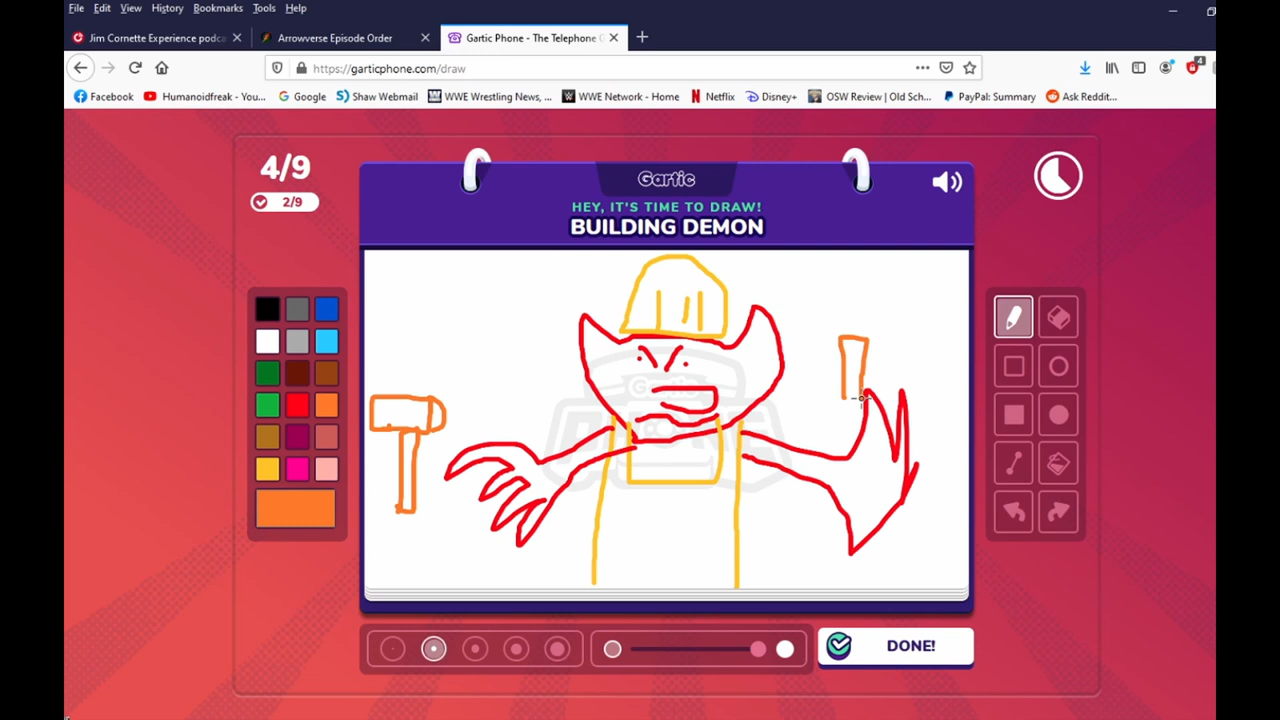 File Edit View History Bookmarks Tools Help
Jim Cornette Experience podca Arrowverse Episode Order Gartic Phone - The Telephone G
https://garticphone.com/draw
4
Facebook Humanoidfreak - You... Google Shaw Webmail WWE Wrestling News, ... WWE Network - Home Netflix Disney+ OSW Review | Old Sch... PayPal: Summary Ask Reddit...
4/9
2/9
Gartic
HEY, IT'S TIME TO DRAW!
BUILDING DEMON
Gartic
PHONE
DONE!